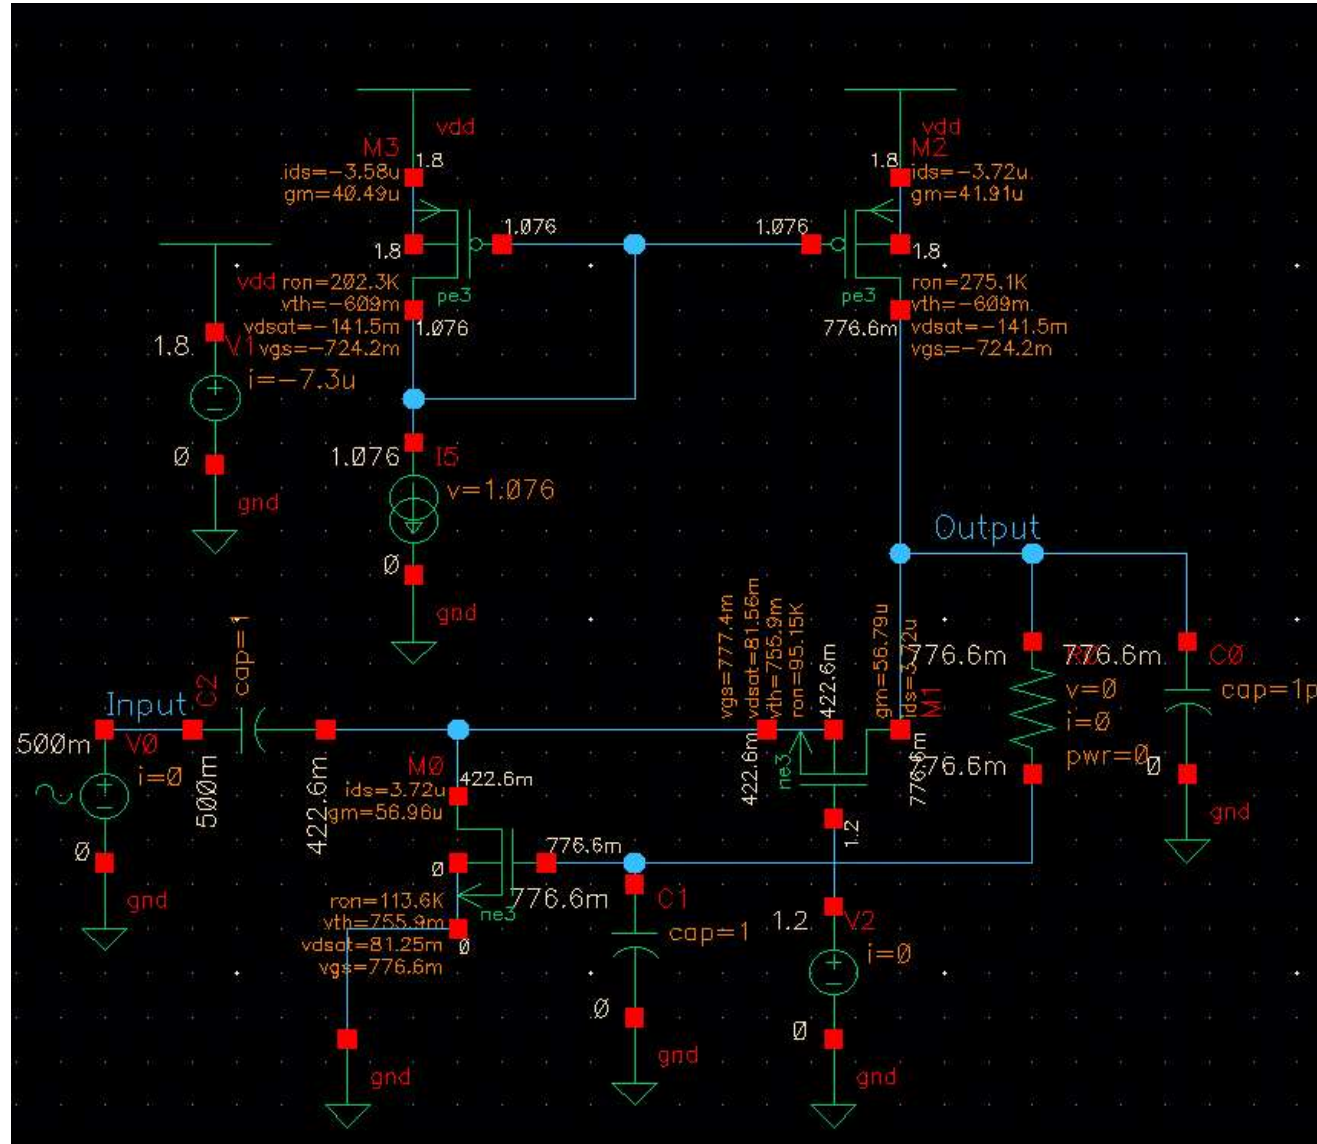 vdd
M3
1.8
ids=-3.58u
gm=40.49u
1.076
1.8
ron=202.3K
vth=-609m
vdsat=-141.5m
vgs=-724.2m
pe3
1.076
vdd
M2
1.8
ids=-3.72u
gm=41.91u
1.076
1.8
ron=275.1K
vth=-609m
vdsat=-141.5m
vgs=-724.2m
pe3
776.6m
vdd
1.8
V1
i=-7.3u
0
gnd
1.076
I5
v=1.076
0
gnd
Output
Input
500m
V0
i=0
0
gnd
C2
cap=1
500m
422.6m
M0
422.6m
ids=3.72u
gm=56.96u
0
776.6m
ron=113.6K
vth=755.9m
vdsat=81.25m
vgs=776.6m
ne3
0
gnd
776.6m
C1
cap=1
0
gnd
vgs=777.4m
vdsat=81.56m
vth=755.9m
ron=95.15K
422.6m
gm=56.79u
M1
422.6m
ne3
776.6m
1.2
1.2
V2
i=0
0
gnd
776.6m
v=0
i=0
pwr=0
776.6m
776.6m
C0
cap=1p
0
gnd